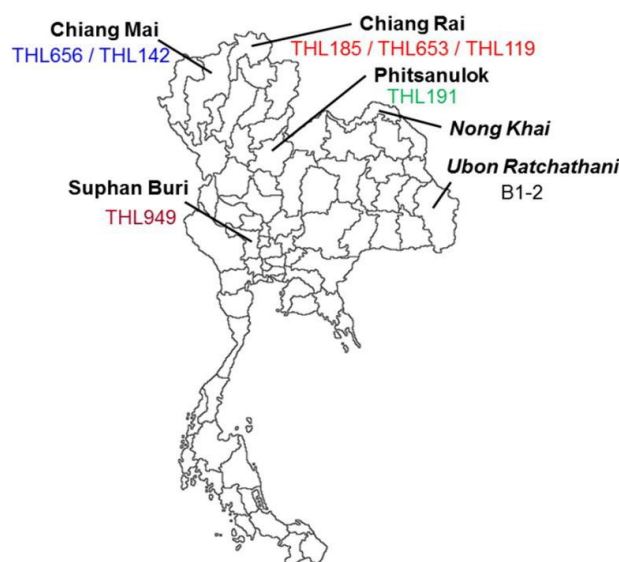 Chiang Mai
THL656 / THL142
Chiang Rai
THL185 / THL653 / THL119
Phitsanulok
THL191
Nong Khai
Ubon Ratchathani
B1-2
Suphan Buri
THL949